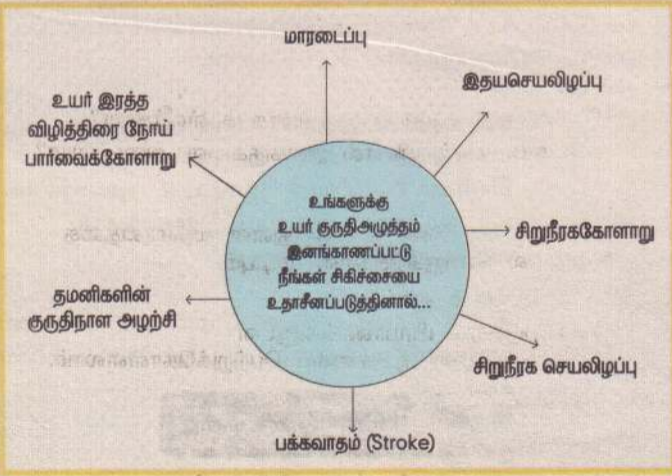 மாரடைப்பு
இதயசெயலிழப்பு
உயர் இரத்த
விழித்திரை நோய்
பார்வைக்கோளாறு
உங்களுக்கு
உயர் குருதிஅழுத்தம்
இனங்காணப்பட்டு
நீங்கள் சிகிச்சையை
உதாசீனப்படுத்தினால்...
சிறுநீரககோளாறு
தமனிகளின்
குருதிநாள அழற்சி
சிறுநீரக செயலிழப்பு
பக்கவாதம் (Stroke)